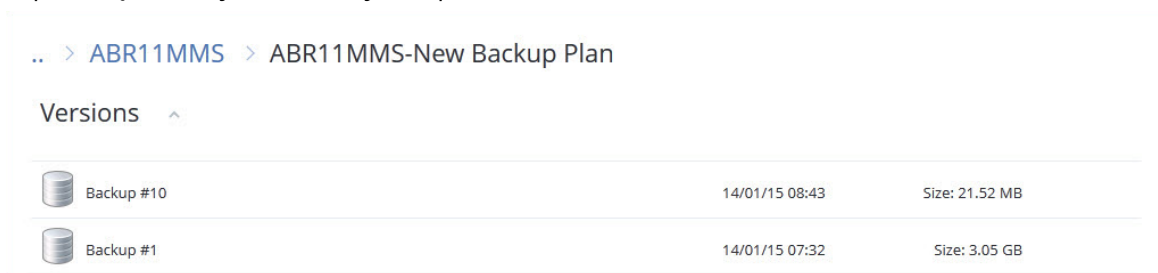 .. > ABR11MMS > ABR11MMS-New Backup Plan
Versions
Backup #10 14/01/15 08:43 Size: 21.52 MB
Backup #1 14/01/15 07:32 Size: 3.05 GB